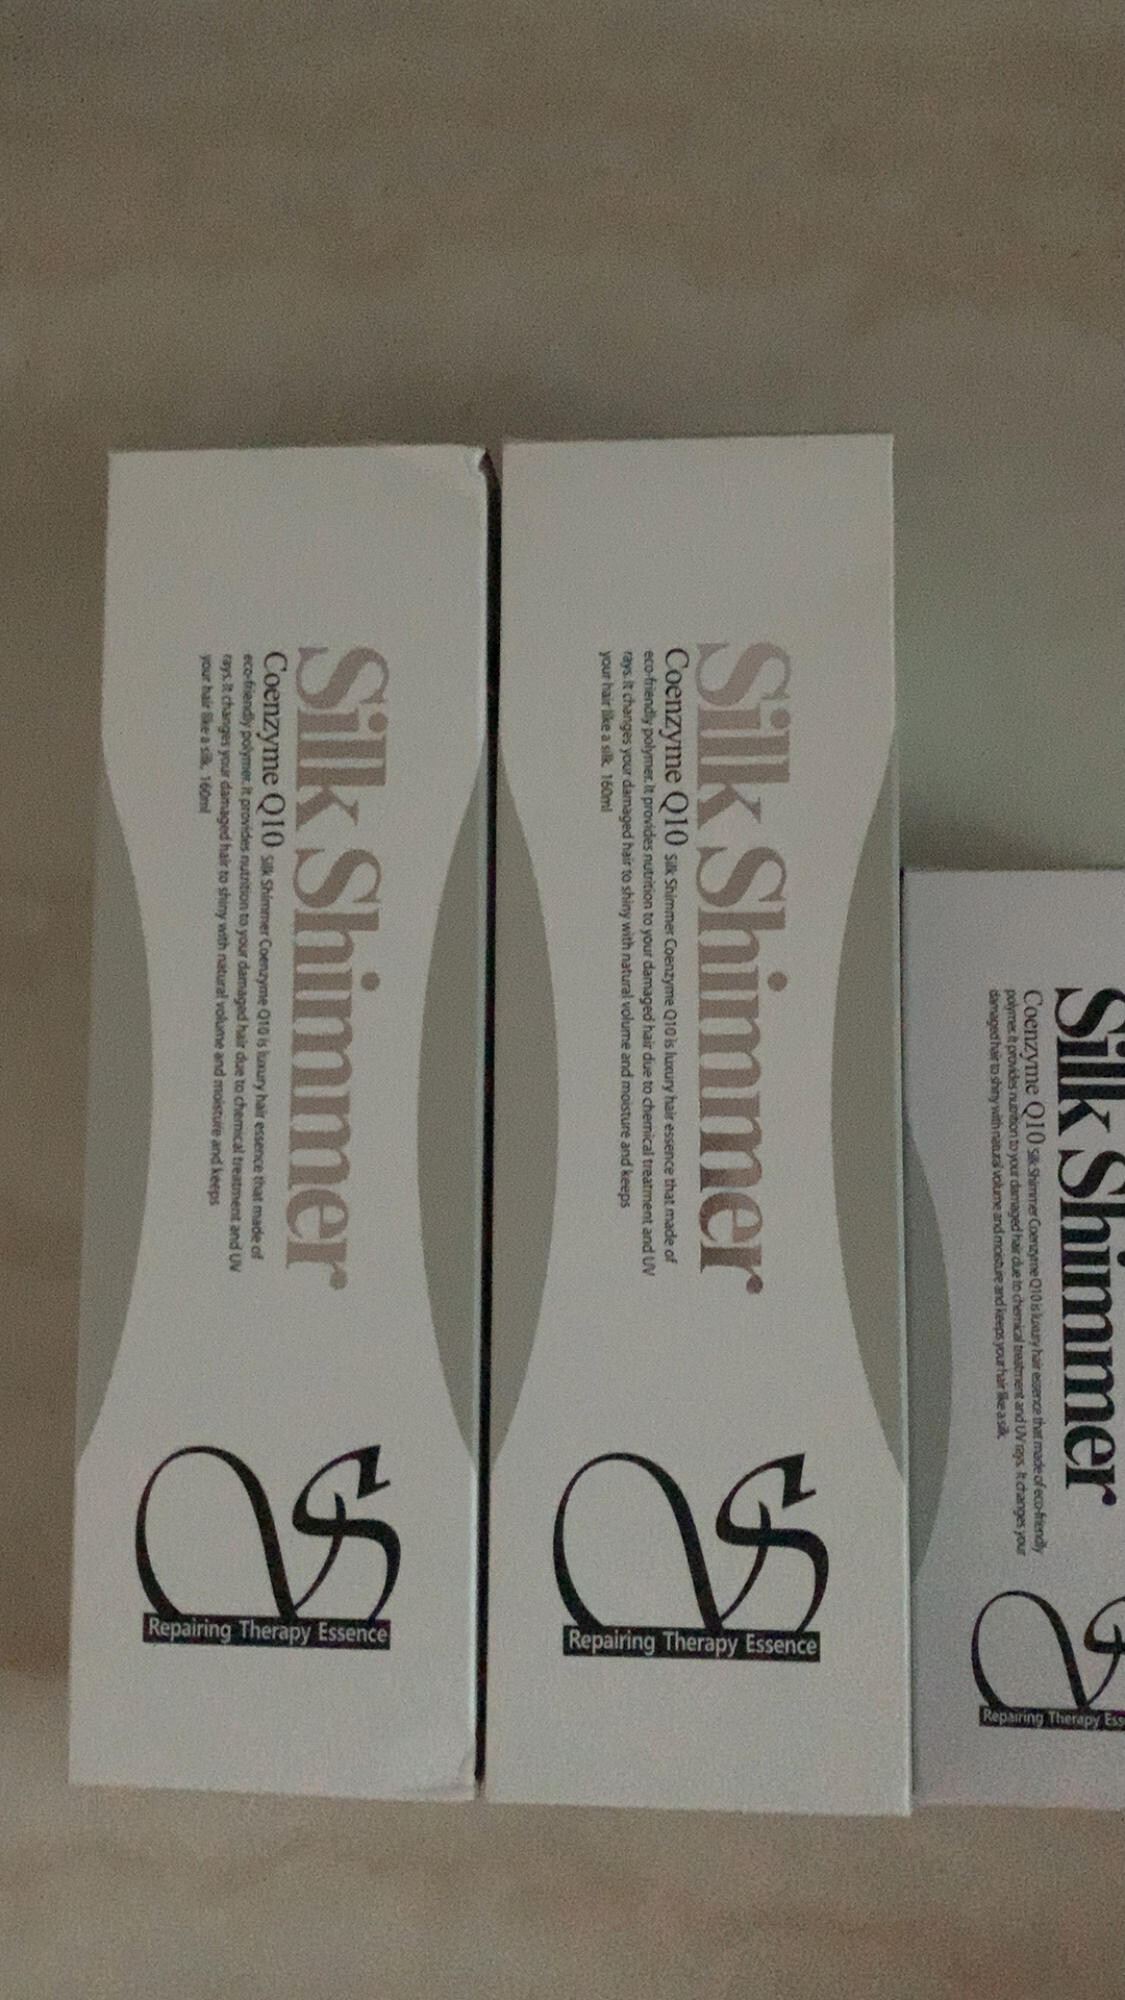 Silk Shimmer
Coenzyme Q10 Silk Shimmer Coenzyme Q10 is luxury hair essence that made of
eco-friendly polymer. It provides nutrition to your damaged hair due to chemical treatment and UV
rays. It changes your damaged hair to shiny with natural volume and moisture and keeps
your hair like a silk. 160ml
Repairing Therapy Essence
Silk Shimmer
Coenzyme Q10 Silk Shimmer Coenzyme Q10 is luxury hair essence that made of
eco-friendly polymer. It provides nutrition to your damaged hair due to chemical treatment and UV
rays. It changes your damaged hair to shiny with natural volume and moisture and keeps
your hair like a silk. 160ml
Repairing Therapy Essence
Silk Shimmer
Coenzyme Q10 Silk Shimmer Coenzyme Q10 is luxury hair essence that made of eco-friendly
polymer. It provides nutrition to your damaged hair due to chemical treatment and UV rays. It changes your
damaged hair to shiny with natural volume and moisture and keeps your hair like a silk.
Repairing Therapy Ess